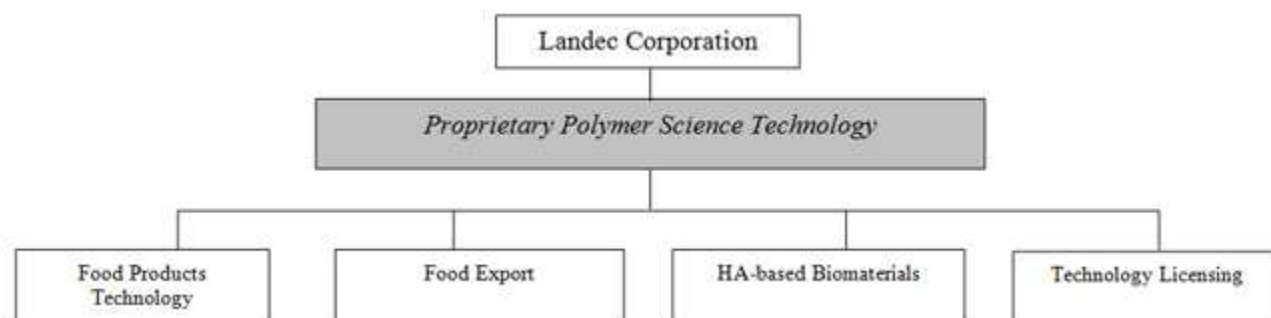 Landec Corporation
Proprietary Polymer Science Technology
Food Products
Technology
Food Export
HA-based Biomaterials
Technology Licensing